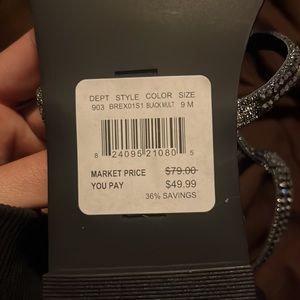 DEPT STYLE COLOR SIZE
903 BREX01S1 BLACK MULT 9 M
8 24095 21080 5
MARKET PRICE $79.00
YOU PAY $49.99
36% SAVINGS